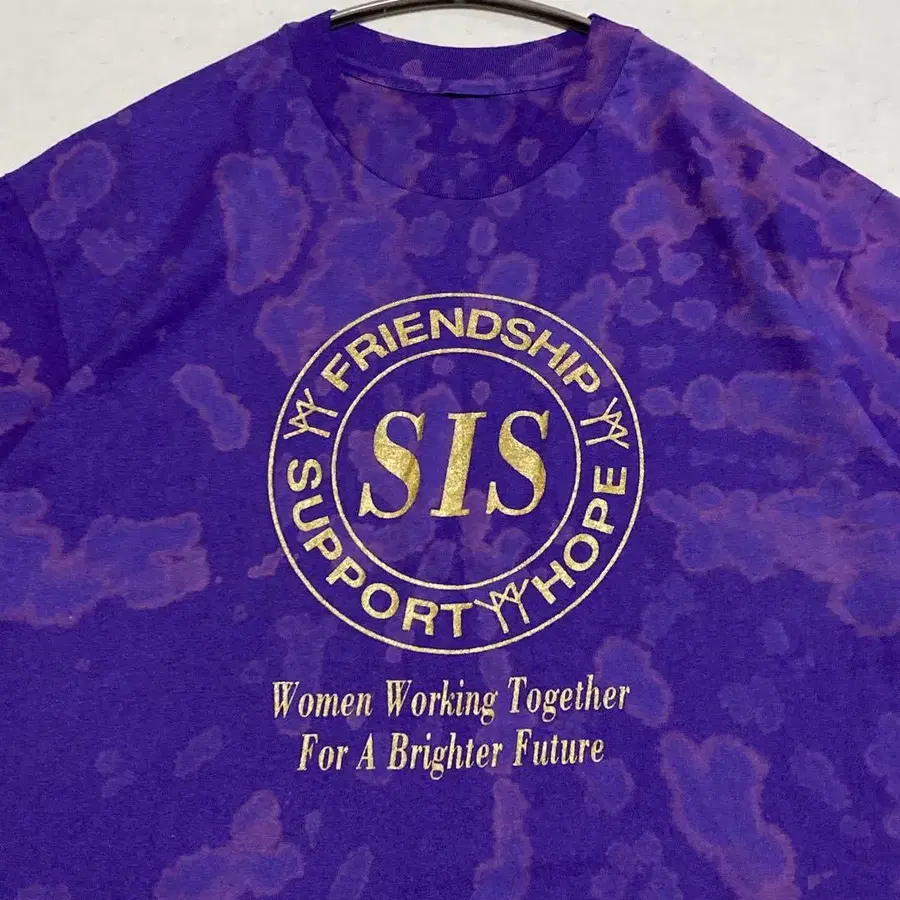 FRIENDSHIP
SIS
SUPPORT
HOPE
Women Working Together
For A Brighter Future